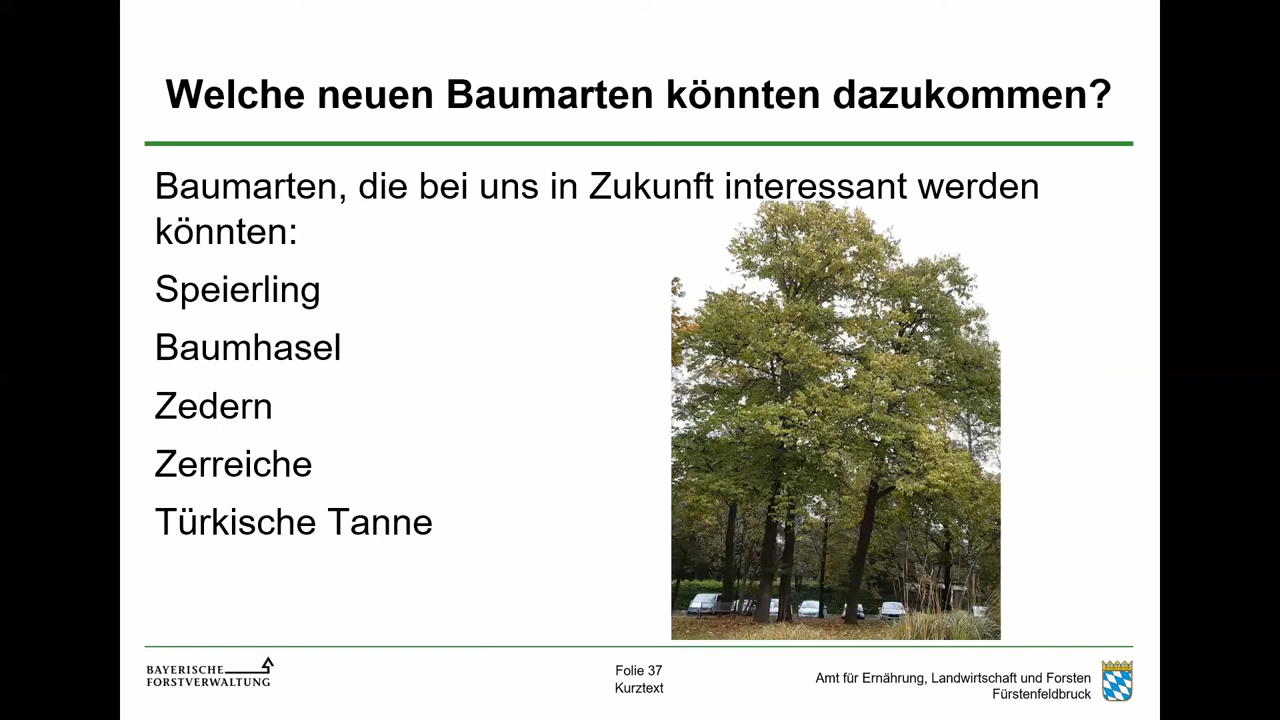 Welche neuen Baumarten könnten dazukommen?
Baumarten, die bei uns in Zukunft interessant werden
könnten:
Speierling
Baumhasel
Zedern
Zerreiche
Türkische Tanne
BAYERISCHE
FORSTVERWALTUNG
Folie 37
Kurztext
Amt für Ernährung, Landwirtschaft und Forsten
Fürstenfeldbruck